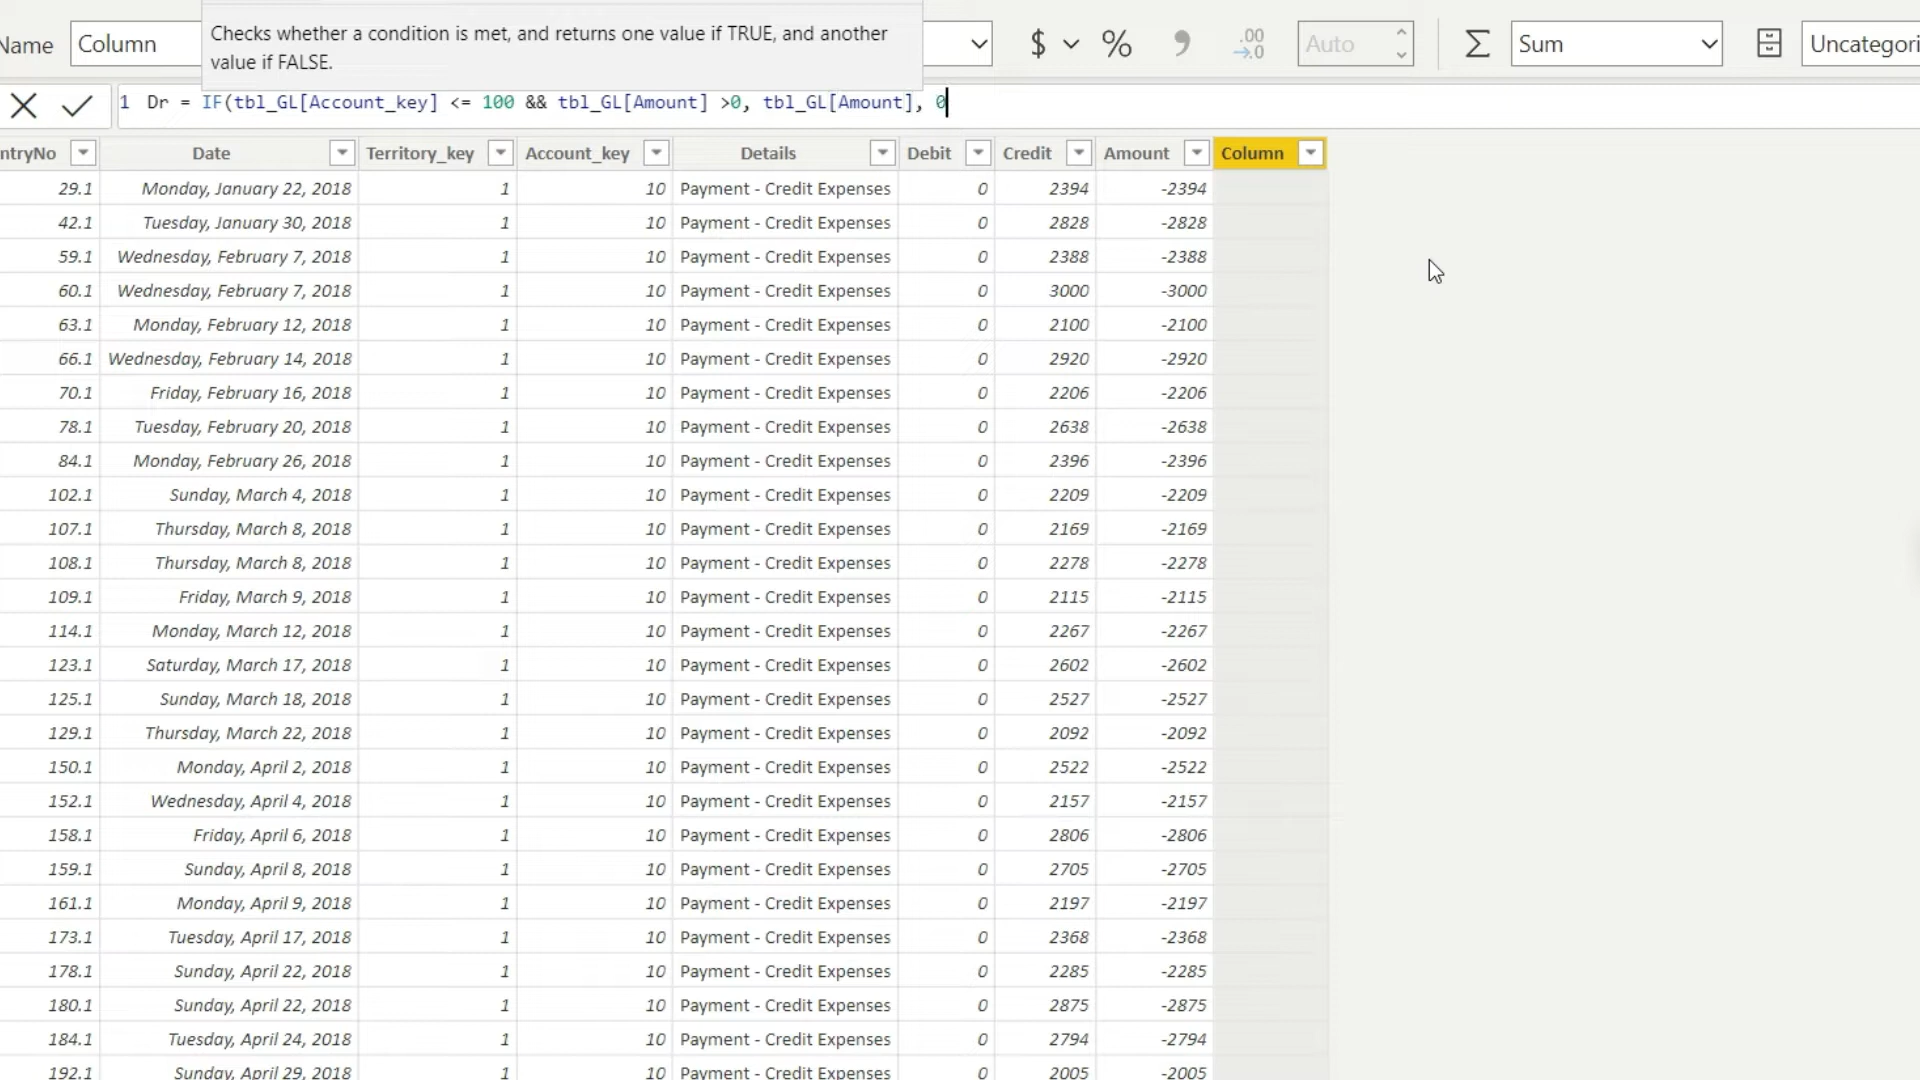 Checks whether a condition is met, and returns one value if TRUE, and another
value if FALSE.
Name Column $ % .00 →.0 Auto Σ Sum Uncategori
1 Dr = IF(tbl_GL[Account_key] <= 100 && tbl_GL[Amount] >0, tbl_GL[Amount], 0
ntryNo Date Territory_key Account_key Details Debit Credit Amount Column
29.1 Monday, January 22, 2018 1 10 Payment - Credit Expenses 0 2394 -2394
42.1 Tuesday, January 30, 2018 1 10 Payment - Credit Expenses 0 2828 -2828
59.1 Wednesday, February 7, 2018 1 10 Payment - Credit Expenses 0 2388 -2388
60.1 Wednesday, February 7, 2018 1 10 Payment - Credit Expenses 0 3000 -3000
63.1 Monday, February 12, 2018 1 10 Payment - Credit Expenses 0 2100 -2100
66.1 Wednesday, February 14, 2018 1 10 Payment - Credit Expenses 0 2920 -2920
70.1 Friday, February 16, 2018 1 10 Payment - Credit Expenses 0 2206 -2206
78.1 Tuesday, February 20, 2018 1 10 Payment - Credit Expenses 0 2638 -2638
84.1 Monday, February 26, 2018 1 10 Payment - Credit Expenses 0 2396 -2396
102.1 Sunday, March 4, 2018 1 10 Payment - Credit Expenses 0 2209 -2209
107.1 Thursday, March 8, 2018 1 10 Payment - Credit Expenses 0 2169 -2169
108.1 Thursday, March 8, 2018 1 10 Payment - Credit Expenses 0 2278 -2278
109.1 Friday, March 9, 2018 1 10 Payment - Credit Expenses 0 2115 -2115
114.1 Monday, March 12, 2018 1 10 Payment - Credit Expenses 0 2267 -2267
123.1 Saturday, March 17, 2018 1 10 Payment - Credit Expenses 0 2602 -2602
125.1 Sunday, March 18, 2018 1 10 Payment - Credit Expenses 0 2527 -2527
129.1 Thursday, March 22, 2018 1 10 Payment - Credit Expenses 0 2092 -2092
150.1 Monday, April 2, 2018 1 10 Payment - Credit Expenses 0 2522 -2522
152.1 Wednesday, April 4, 2018 1 10 Payment - Credit Expenses 0 2157 -2157
158.1 Friday, April 6, 2018 1 10 Payment - Credit Expenses 0 2806 -2806
159.1 Sunday, April 8, 2018 1 10 Payment - Credit Expenses 0 2705 -2705
161.1 Monday, April 9, 2018 1 10 Payment - Credit Expenses 0 2197 -2197
173.1 Tuesday, April 17, 2018 1 10 Payment - Credit Expenses 0 2368 -2368
178.1 Sunday, April 22, 2018 1 10 Payment - Credit Expenses 0 2285 -2285
180.1 Sunday, April 22, 2018 1 10 Payment - Credit Expenses 0 2875 -2875
184.1 Tuesday, April 24, 2018 1 10 Payment - Credit Expenses 0 2794 -2794
192.1 Sunday, April 29, 2018 1 10 Payment - Credit Expenses 0 2005 -2005